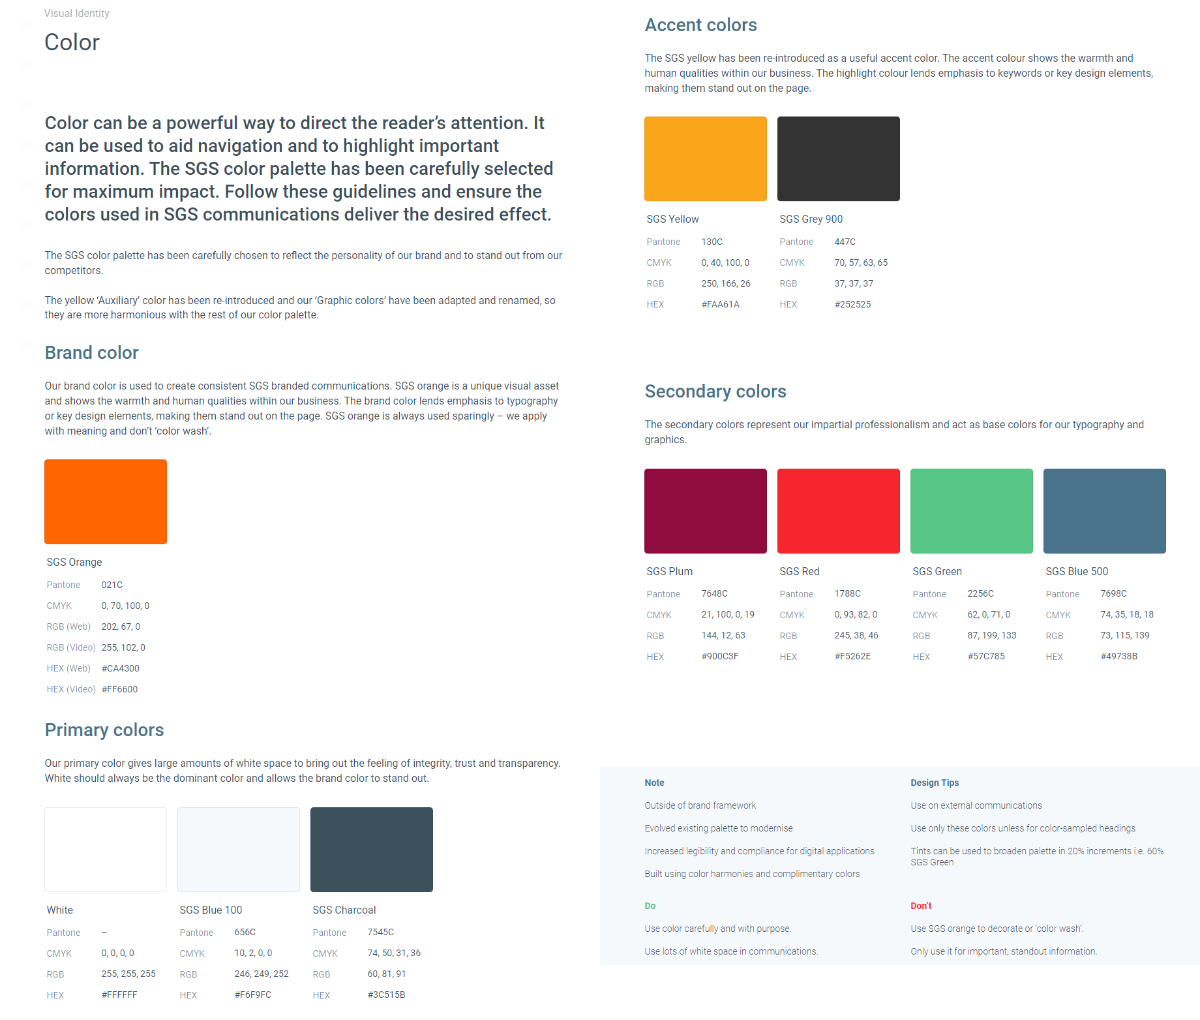 Visual Identity
Color
Color can be a powerful way to direct the reader's attention. It
can be used to aid navigation and to highlight important
information. The SGS color palette has been carefully selected
for maximum impact. Follow these guidelines and ensure the
colors used in SGS communications deliver the desired effect.
The SGS color palette has been carefully chosen to reflect the personality of our brand and to stand out from our
competitors.
The yellow ‘Auxiliary’ color has been re-introduced and our ‘Graphic colors’ have been adapted and renamed, so
they are more harmonious with the rest of our color palette.
Brand color
Our brand color is used to create consistent SGS branded communications. SGS orange is a unique visual asset
and shows the warmth and human qualities within our business. The brand color lends emphasis to typography
or key design elements, making them stand out on the page. SGS orange is always used sparingly – we apply
with meaning and don’t ‘color wash’.
SGS Orange
Pantone 021C
CMYK 0, 70, 100, 0
RGB (Web) 202, 67, 0
RGB (Video) 255, 102, 0
HEX (Web) #CA4300
HEX (Video) #FF6600
Primary colors
Our primary color gives large amounts of white space to bring out the feeling of integrity, trust and transparency.
White should always be the dominant color and allows the brand color to stand out.
White
Pantone –
CMYK 0, 0, 0, 0
RGB 255, 255, 255
HEX #FFFFFF
SGS Blue 100
Pantone 656C
CMYK 10, 2, 0, 0
RGB 246, 249, 252
HEX #F6F9FC
SGS Charcoal
Pantone 7545C
CMYK 74, 50, 31, 36
RGB 60, 81, 91
HEX #3C515B
Accent colors
The SGS yellow has been re-introduced as a useful accent color. The accent colour shows the warmth and
human qualities within our business. The highlight colour lends emphasis to keywords or key design elements,
making them stand out on the page.
SGS Yellow
Pantone 130C
CMYK 0, 40, 100, 0
RGB 250, 166, 26
HEX #FAA61A
SGS Grey 900
Pantone 447C
CMYK 70, 57, 63, 65
RGB 37, 37, 37
HEX #252525
Secondary colors
The secondary colors represent our impartial professionalism and act as base colors for our typography and
graphics.
SGS Plum
Pantone 7648C
CMYK 21, 100, 0, 19
RGB 144, 12, 63
HEX #900C3F
SGS Red
Pantone 1788C
CMYK 0, 93, 82, 0
RGB 245, 38, 46
HEX #F5262E
SGS Green
Pantone 2256C
CMYK 62, 0, 71, 0
RGB 87, 199, 133
HEX #57C785
SGS Blue 500
Pantone 7698C
CMYK 74, 35, 18, 18
RGB 73, 115, 139
HEX #49738B
Note
Outside of brand framework
Evolved existing palette to modernise
Increased legibility and compliance for digital applications
Built using color harmonies and complimentary colors
Design Tips
Use on external communications
Use only these colors unless for color-sampled headings
Tints can be used to broaden palette in 20% increments i.e. 60%
SGS Green
Do
Use color carefully and with purpose.
Use lots of white space in communications.
Don't
Use SGS orange to decorate or ‘color wash’.
Only use it for important, standout information.